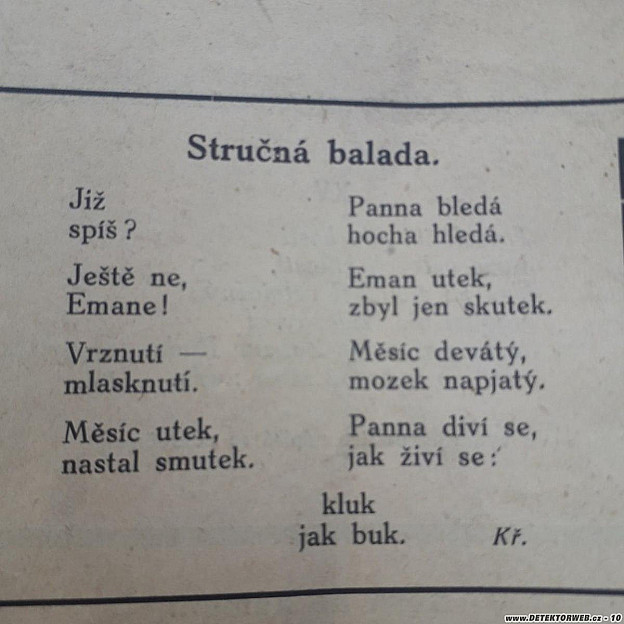 Stručná balada.
Již
spíš?
Ještě ne,
Emane!
Vrznutí —
mlasknutí.
Měsíc utek,
nastal smutek.
Panna bledá
hocha hledá.
Eman utek,
zbyl jen skutek.
Měsíc devátý,
mozek napjatý.
Panna diví se,
jak živí se:
kluk
jak buk.
Kř.
www.DETEKTORWEB.cz - 10